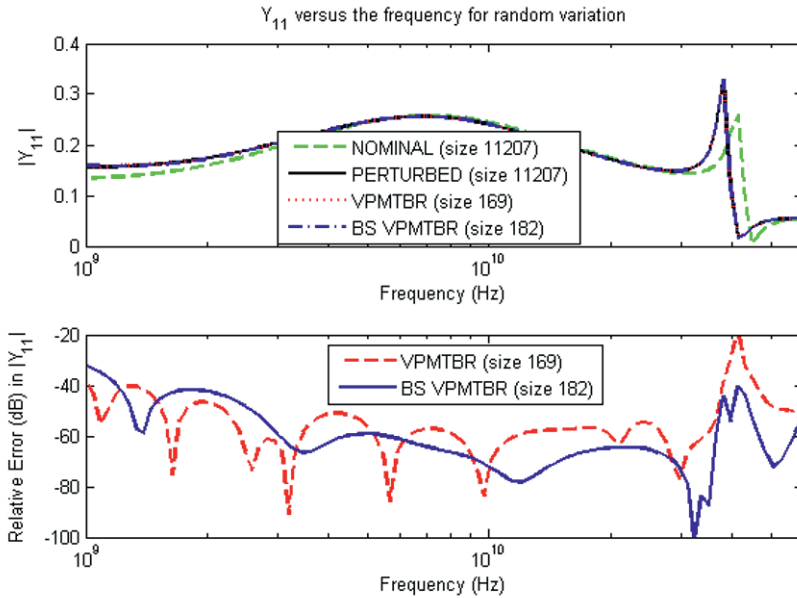 Y11 versus the frequency for random variation
0.4
0.3
0.2
0.1
0
|Y11|
NOMINAL (size 11207)
PERTURBED (size 11207)
VPMTBR (size 169)
BS VPMTBR (size 182)
10^9
10^10
Frequency (Hz)
-20
-40
-60
-80
-100
Relative Error (dB) in |Y11|
VPMTBR (size 169)
BS VPMTBR (size 182)
10^9
10^10
Frequency (Hz)